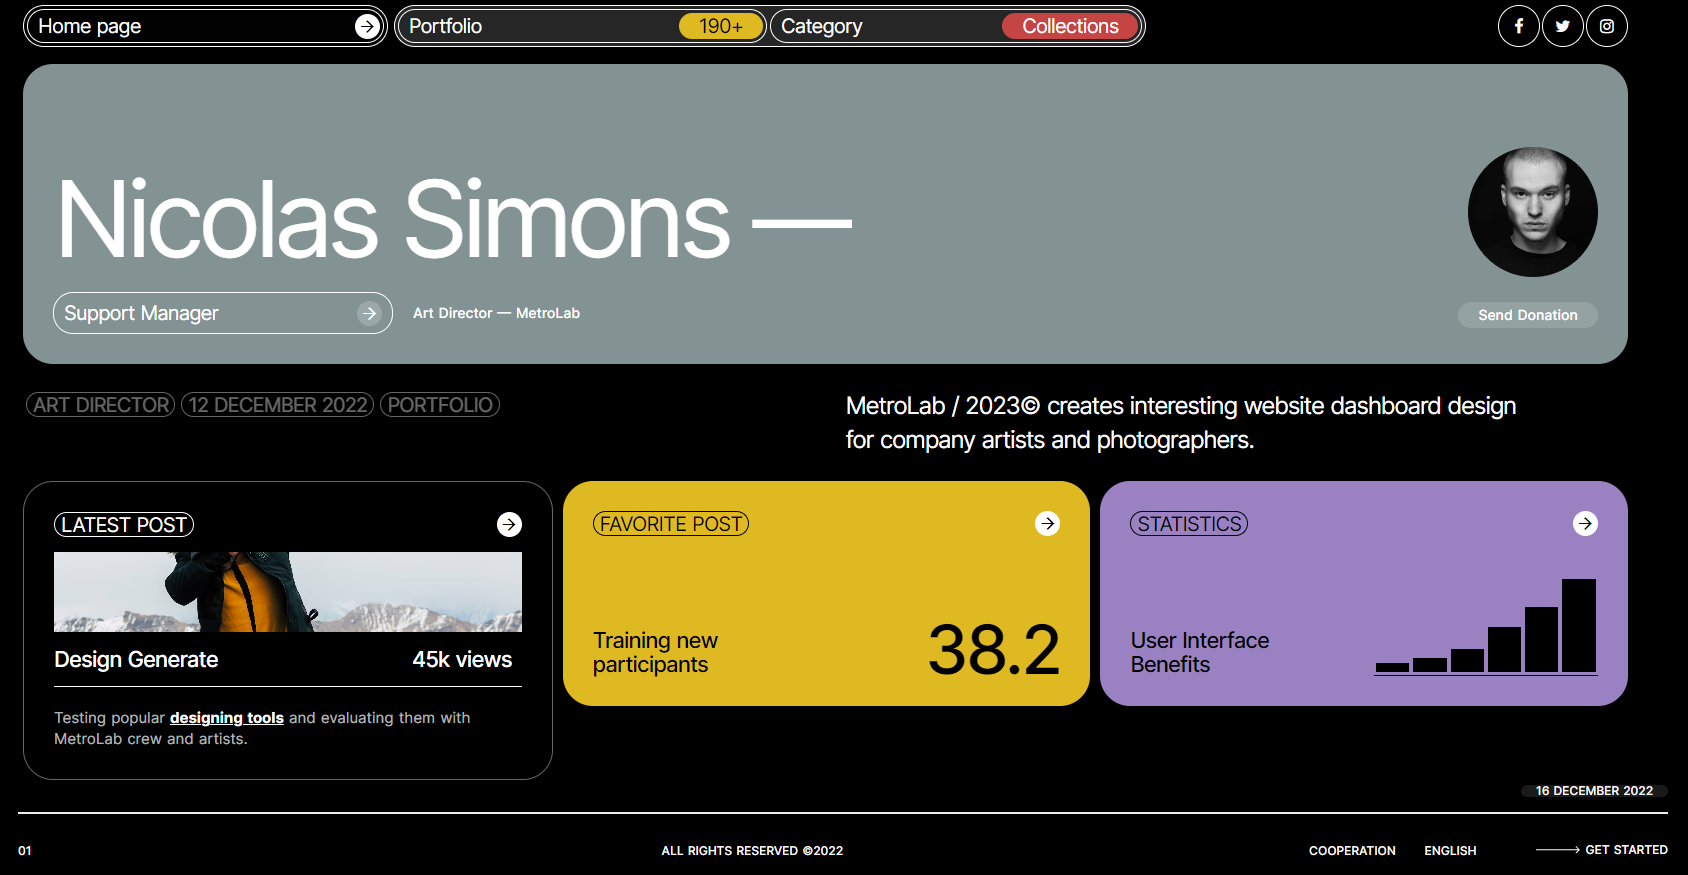 Home page
Portfolio 190+
Category Collections
Nicolas Simons —
Support Manager
Art Director — MetroLab
Send Donation
ART DIRECTOR 12 DECEMBER 2022 PORTFOLIO
MetroLab / 2023© creates interesting website dashboard design
for company artists and photographers.
LATEST POST
Design Generate 45k views
Testing popular designing tools and evaluating them with
MetroLab crew and artists.
FAVORITE POST
Training new
participants
38.2
STATISTICS
User Interface
Benefits
16 DECEMBER 2022
01
ALL RIGHTS RESERVED ©2022
COOPERATION
ENGLISH
GET STARTED